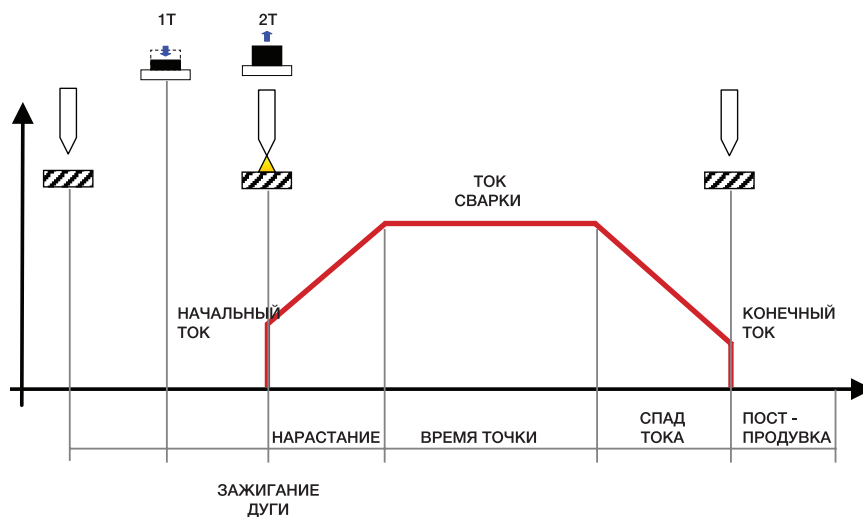 1T
2T
ТОК
СВАРКИ
НАЧАЛЬНЫЙ
ТОК
КОНЕЧНЫЙ
ТОК
НАРАСТАНИЕ
ВРЕМЯ ТОЧКИ
СПАД
ТОКА
ПОСТ -
ПРОДУВКА
ЗАЖИГАНИЕ
ДУГИ